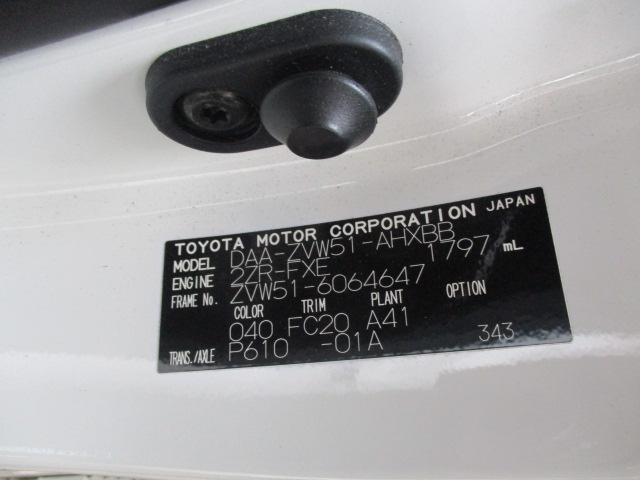 TOYOTA MOTOR CORPORATION JAPAN
MODEL DAA-ZVW51-AHXBB
ENGINE 2ZR-FXE 1797 mL
FRAME No. ZVW51-6064647
COLOR TRIM PLANT OPTION
040 FC20 A41
TRANS./AXLE P610 -01A 343